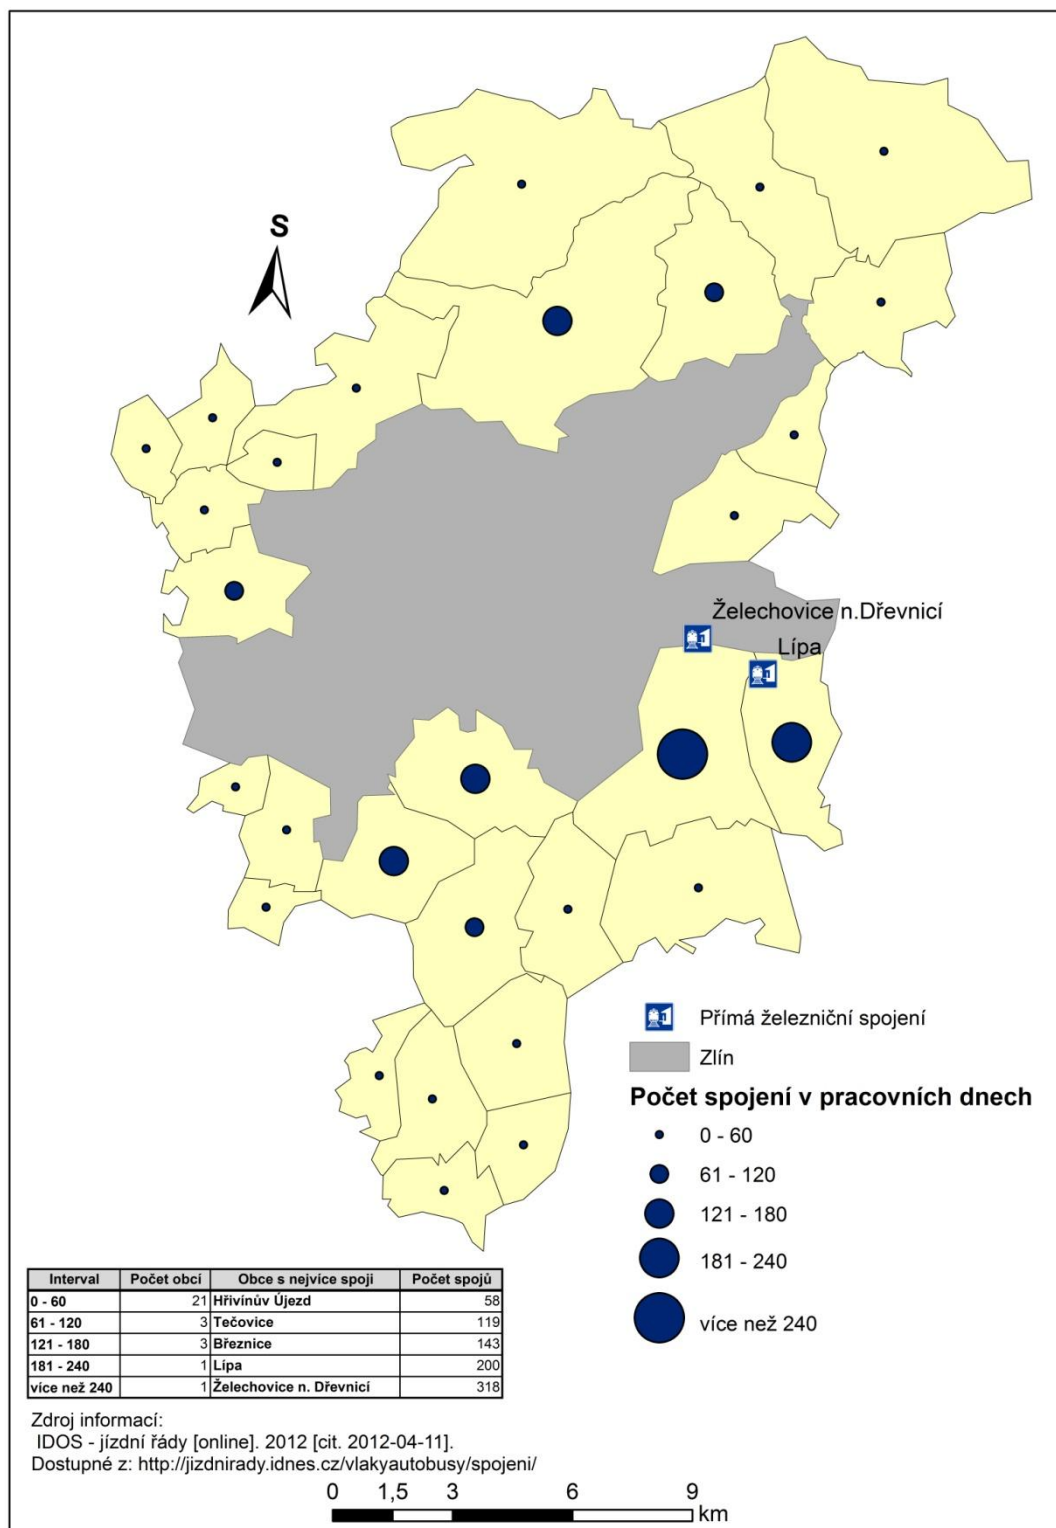 S
Želechovice n.Dřevnicí
Lípa
Přímá železniční spojení
Zlín
Počet spojení v pracovních dnech
0 - 60
61 - 120
121 - 180
181 - 240
více než 240
Interval Počet obcí Obce s nejvíce spoji Počet spojů
0 - 60 21 Hřivínův Újezd 58
61 - 120 3 Tečovice 119
121 - 180 3 Březnice 143
181 - 240 1 Lípa 200
více než 240 1 Želechovice n. Dřevnicí 318
Zdroj informací:
IDOS - jízdní řády [online]. 2012 [cit. 2012-04-11].
Dostupné z: http://jizdnirady.idnes.cz/vlakyautobusy/spojeni/
0 1,5 3 6 9
km